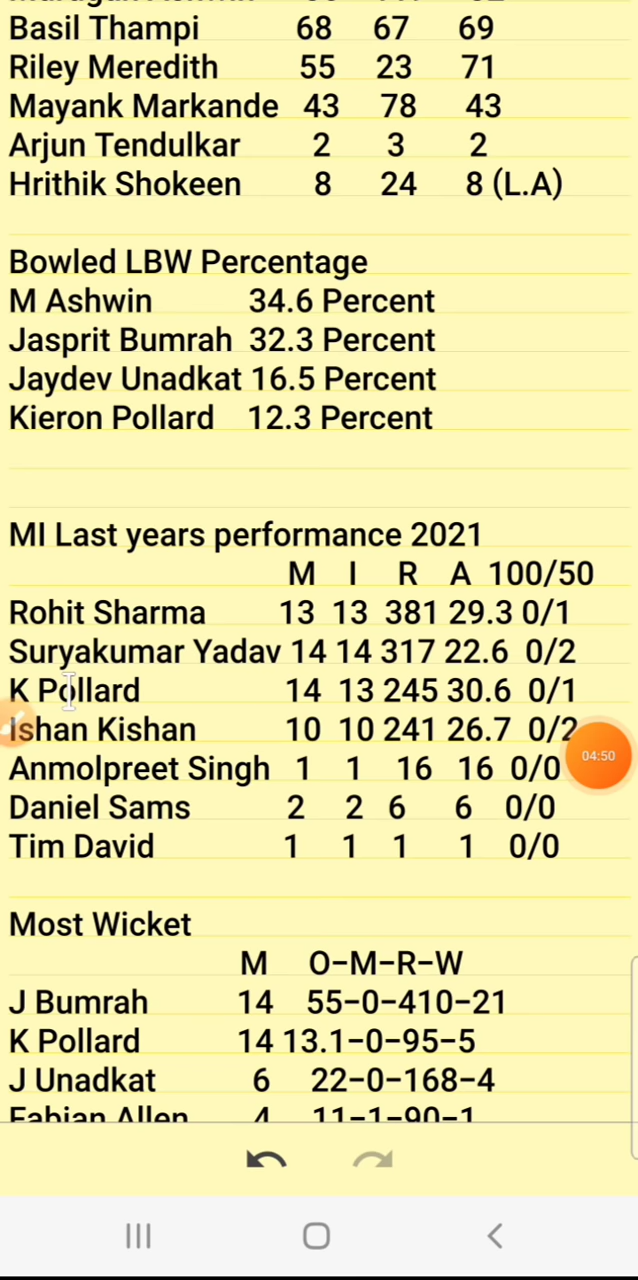 Basil Thampi 68 67 69
Riley Meredith 55 23 71
Mayank Markande 43 78 43
Arjun Tendulkar 2 3 2
Hrithik Shokeen 8 24 8 (L.A)
Bowled LBW Percentage
M Ashwin 34.6 Percent
Jasprit Bumrah 32.3 Percent
Jaydev Unadkat 16.5 Percent
Kieron Pollard 12.3 Percent
MI Last years performance 2021
M I R A 100/50
Rohit Sharma 13 13 381 29.3 0/1
Suryakumar Yadav 14 14 317 22.6 0/2
K Pollard 14 13 245 30.6 0/1
Ishan Kishan 10 10 241 26.7 0/2
Anmolpreet Singh 1 1 16 16 0/0
04:50
Daniel Sams 2 2 6 6 0/0
Tim David 1 1 1 1 0/0
Most Wicket
M O-M-R-W
J Bumrah 14 55-0-410-21
K Pollard 14 13.1-0-95-5
J Unadkat 6 22-0-168-4
Fabian Allen 4 11-1-90-1